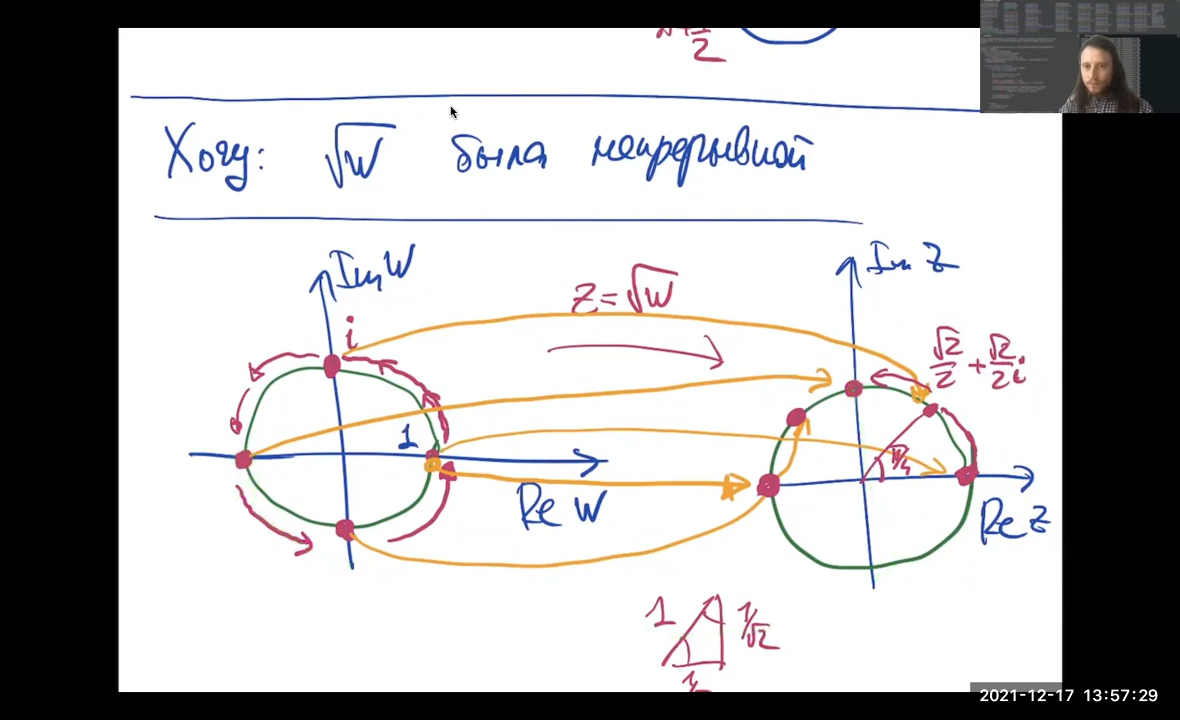 2
Хочу: √w была непрерывной
Im w
Im z
z = √w
i
√2/2 + √2/2 i
1
π/4
Re w
Re z
1
1/√2
2021-12-17 13:57:29